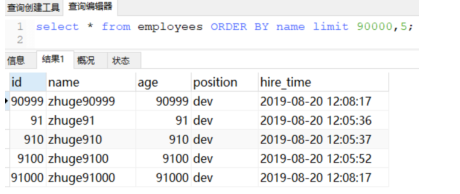 查询创建工具 查询编辑器
1 select * from employees ORDER BY name limit 90000,5;
2
信息 结果1 概况 状态
id name age position hire_time
90999 zhuge90999 90999 dev 2019-08-20 12:08:17
91 zhuge91 91 dev 2019-08-20 12:05:36
910 zhuge910 910 dev 2019-08-20 12:05:37
9100 zhuge9100 9100 dev 2019-08-20 12:05:52
91000 zhuge91000 91000 dev 2019-08-20 12:08:17